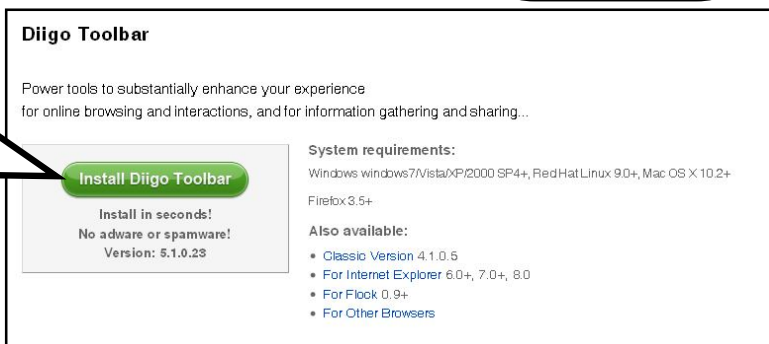 Diigo Toolbar
Power tools to substantially enhance your experience
for online browsing and interactions, and for information gathering and sharing...
Install Diigo Toolbar
Install in seconds!
No adware or spamware!
Version: 5.1.0.23
System requirements:
Windows windows7/Vista/XP/2000 SP4+, Red Hat Linux 9.0+, Mac OS X 10.2+
Firefox 3.5+
Also available:
• Classic Version 4.1.0.5
• For Internet Explorer 6.0+, 7.0+, 8.0
• For Flock 0.9+
• For Other Browsers